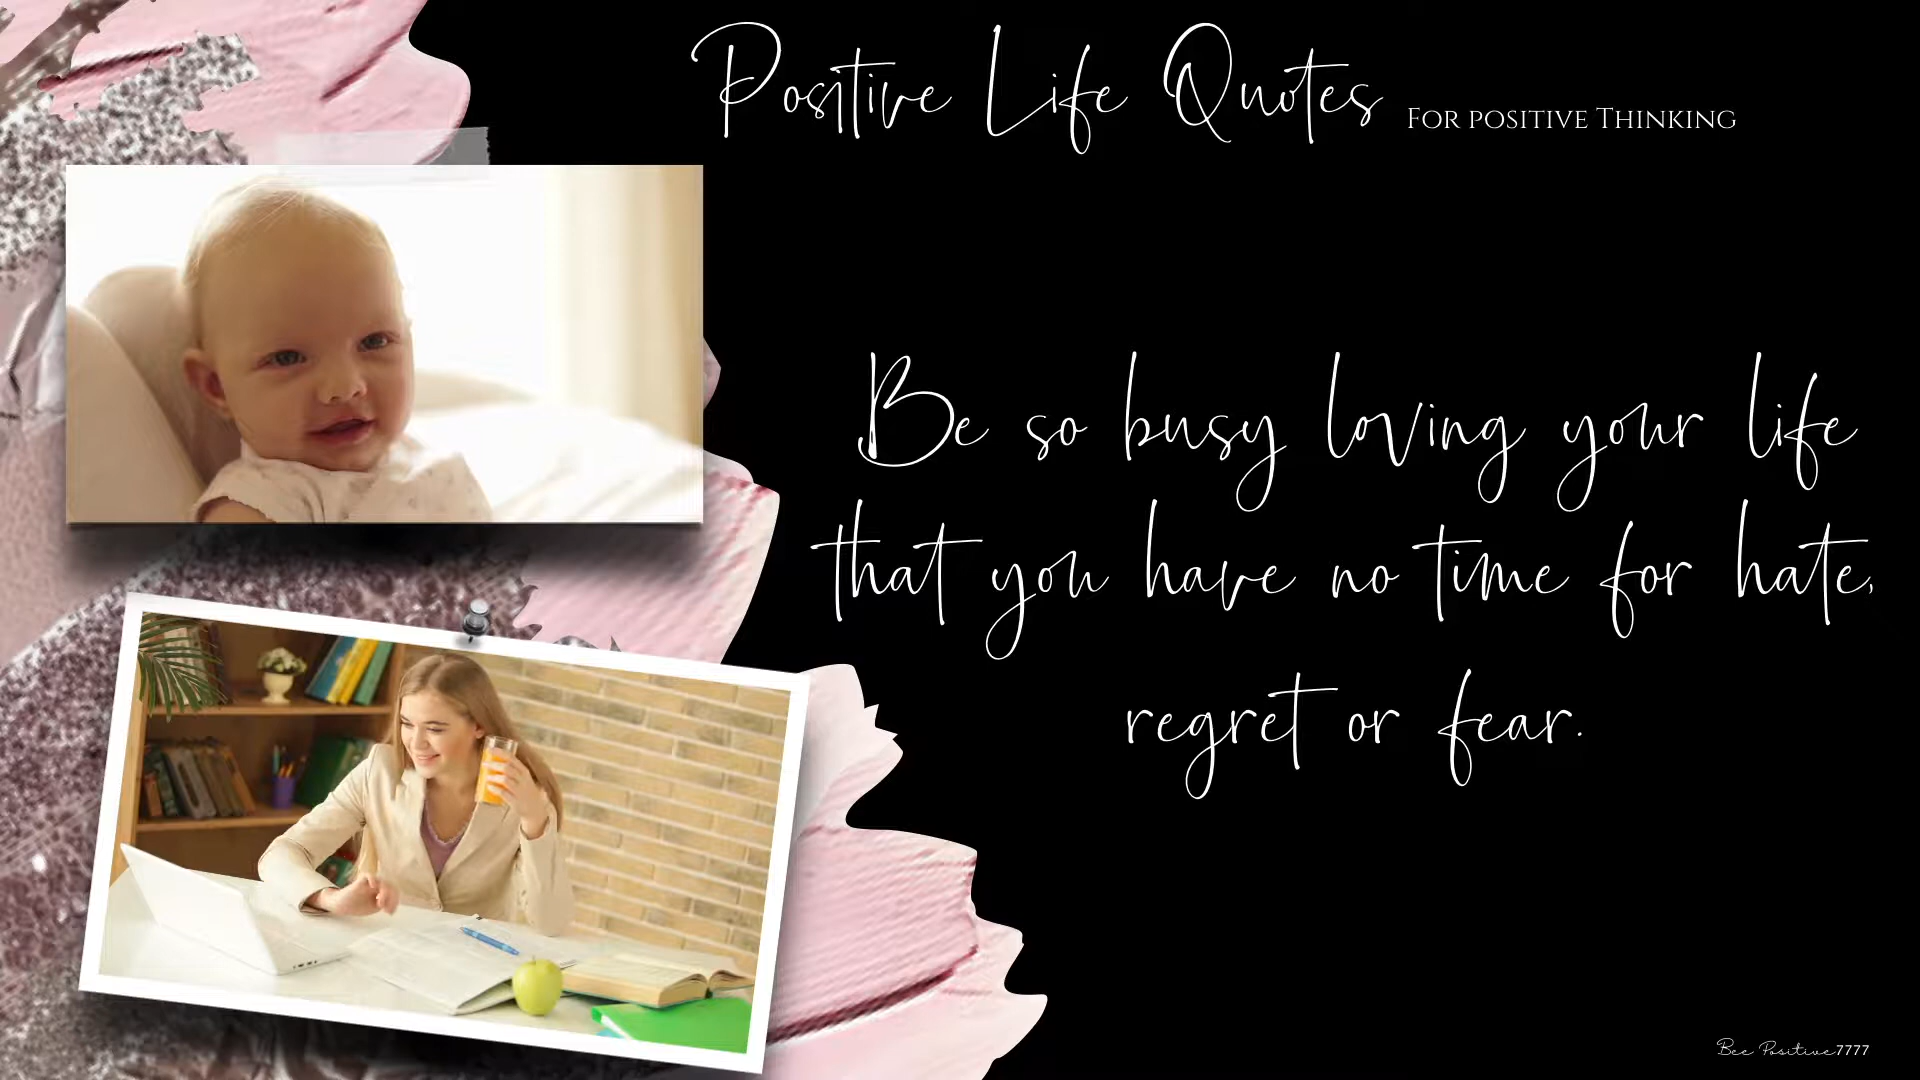 Positive Life Quotes For positive Thinking
Be so busy loving your life
that you have no time for hate,
regret or fear.
Bee Positive7777